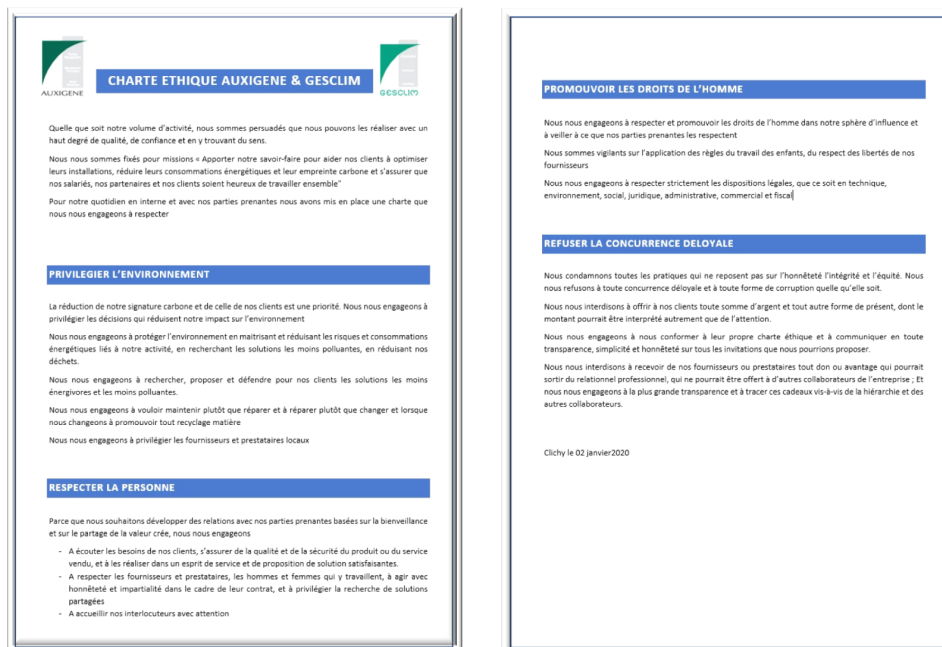 AUXIGENE
CHARTE ETHIQUE AUXIGENE & GESCLIM
GESCLIM
Quelle que soit notre volume d'activité, nous sommes persuadés que nous pouvons les réaliser avec un
haut degré de qualité, de confiance et en y trouvant du sens.
Nous nous sommes fixés pour missions « Apporter notre savoir-faire pour aider nos clients à optimiser
leurs installations, réduire leurs consommations énergétiques et leur empreinte carbone et s'assurer que
nos salariés, nos partenaires et nos clients soient heureux de travailler ensemble"
Pour notre quotidien en interne et avec nos parties prenantes nous avons mis en place une charte que
nous nous engageons à respecter
PRIVILEGIER L'ENVIRONNEMENT
La réduction de notre signature carbone et de celle de nos clients est une priorité. Nous nous engageons à
privilégier les décisions qui réduisent notre impact sur l'environnement
Nous nous engageons à protéger l'environnement en maitrisant et réduisant les risques et consommations
énergétiques liés à notre activité, en recherchant les solutions les moins polluantes, en réduisant nos
déchets.
Nous nous engageons à rechercher, proposer et défendre pour nos clients les solutions les moins
énergivores et les moins polluantes.
Nous nous engageons à vouloir maintenir plutôt que réparer et à réparer plutôt que changer et lorsque
nous changeons à promouvoir tout recyclage matière
Nous nous engageons à privilégier les fournisseurs et prestataires locaux
RESPECTER LA PERSONNE
Parce que nous souhaitons développer des relations avec nos parties prenantes basées sur la bienveillance
et sur le partage de la valeur crée, nous nous engageons
- A écouter les besoins de nos clients, s'assurer de la qualité et de la sécurité du produit ou du service
vendu, et à les réaliser dans un esprit de service et de proposition de solution satisfaisantes.
- A respecter les fournisseurs et prestataires, les hommes et femmes qui y travaillent, à agir avec
honnêteté et impartialité dans le cadre de leur contrat, et à privilégier la recherche de solutions
partagées
- A accueillir nos interlocuteurs avec attention
PROMOUVOIR LES DROITS DE L'HOMME
Nous nous engageons à respecter et promouvoir les droits de l'homme dans notre sphère d'influence et
à veiller à ce que nos parties prenantes les respectent
Nous sommes vigilants sur l'application des règles du travail des enfants, du respect des libertés de nos
fournisseurs
Nous nous engageons à respecter strictement les dispositions légales, que ce soit en technique,
environnement, social, juridique, administrative, commercial et fiscal
REFUSER LA CONCURRENCE DELOYALE
Nous condamnons toutes les pratiques qui ne reposent pas sur l'honnêteté l'intégrité et l'équité. Nous
nous refusons à toute concurrence déloyale et à toute forme de corruption quelle qu'elle soit.
Nous nous interdisons à offrir à nos clients toute somme d'argent et tout autre forme de présent, dont le
montant pourrait être interprété autrement que de l'attention.
Nous nous engageons à nous conformer à leur propre charte éthique et à communiquer en toute
transparence, simplicité et honnêteté sur tous les invitations que nous pourrions proposer.
Nous nous interdisons à recevoir de nos fournisseurs ou prestataires tout don ou avantage qui pourrait
sortir du relationnel professionnel, qui ne pourrait être offert à d'autres collaborateurs de l'entreprise ; Et
nous nous engageons à la plus grande transparence et à tracer ces cadeaux vis-à-vis de la hiérarchie et des
autres collaborateurs.
Clichy le 02 janvier2020